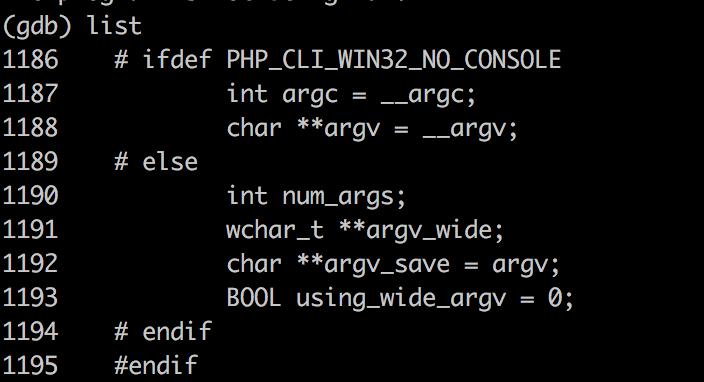 (gdb) list
1186 # ifdef PHP_CLI_WIN32_NO_CONSOLE
1187 int argc = __argc;
1188 char **argv = __argv;
1189 # else
1190 int num_args;
1191 wchar_t **argv_wide;
1192 char **argv_save = argv;
1193 BOOL using_wide_argv = 0;
1194 # endif
1195 #endif